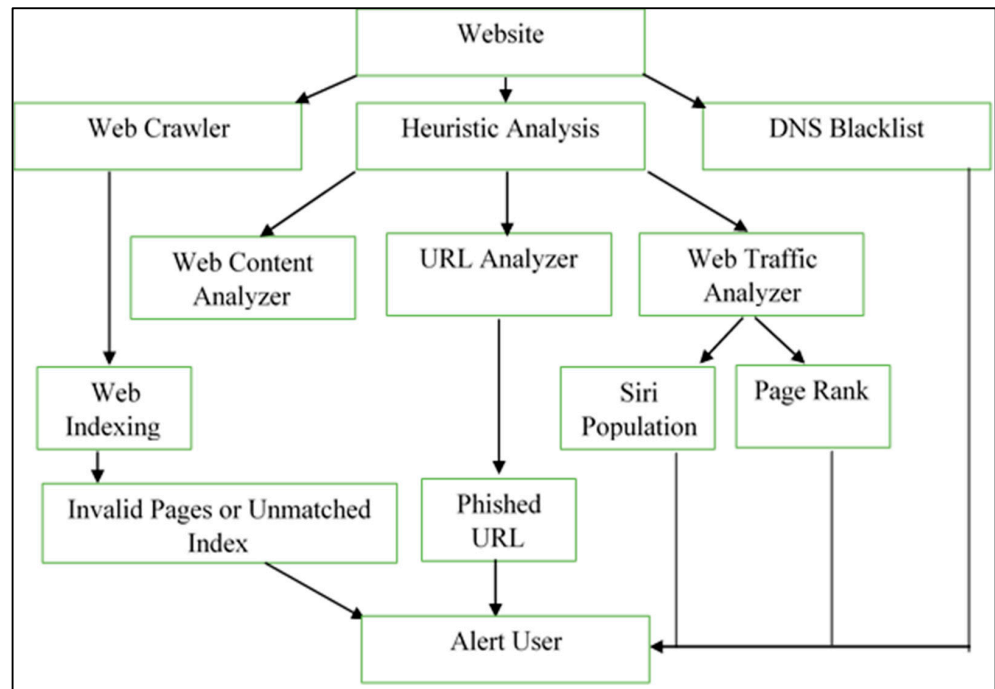 Website
Web Crawler
Heuristic Analysis
DNS Blacklist
Web Content
Analyzer
URL Analyzer
Web Traffic
Analyzer
Web
Indexing
Siri
Population
Page Rank
Invalid Pages or Unmatched
Index
Phished
URL
Alert User